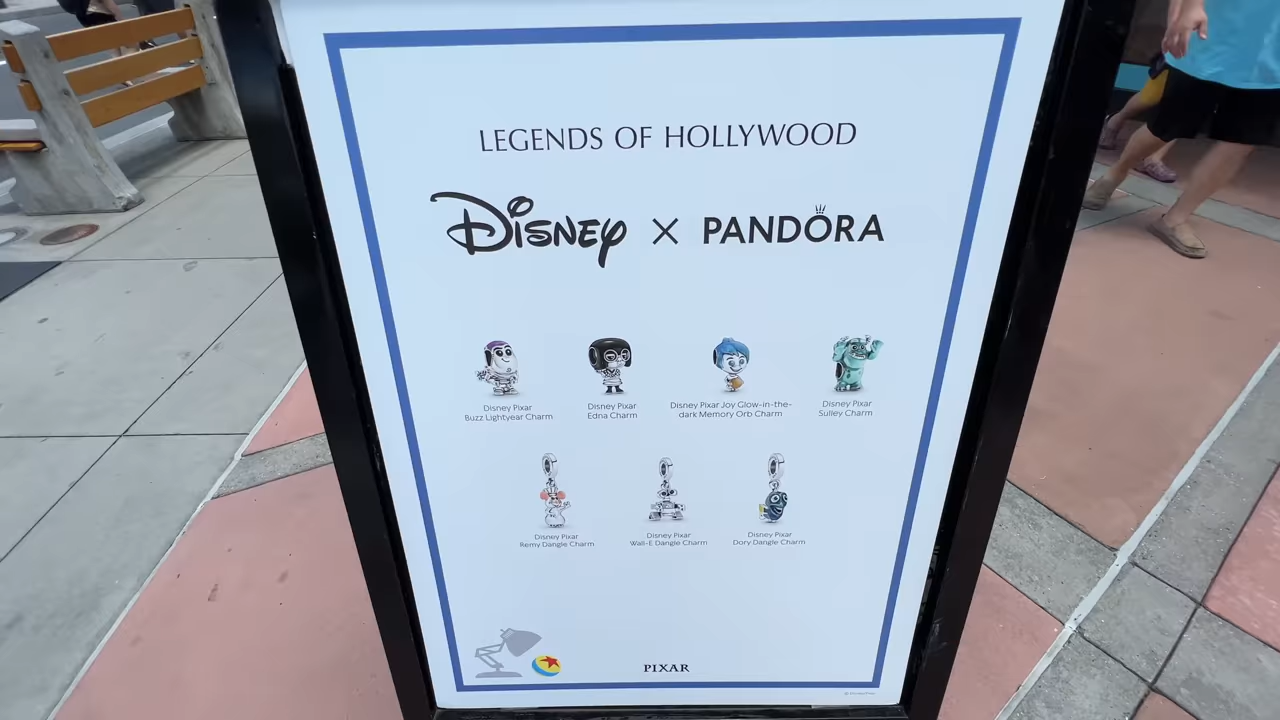 LEGENDS OF HOLLYWOOD
Disney X PANDORA
Disney Pixar
Buzz Lightyear Charm
Disney Pixar
Edna Charm
Disney Pixar Joy Glow-in-the-
dark Memory Orb Charm
Disney Pixar
Sulley Charm
Disney Pixar
Remy Dangle Charm
Disney Pixar
Wall-E Dangle Charm
Disney Pixar
Dory Dangle Charm
PIXAR